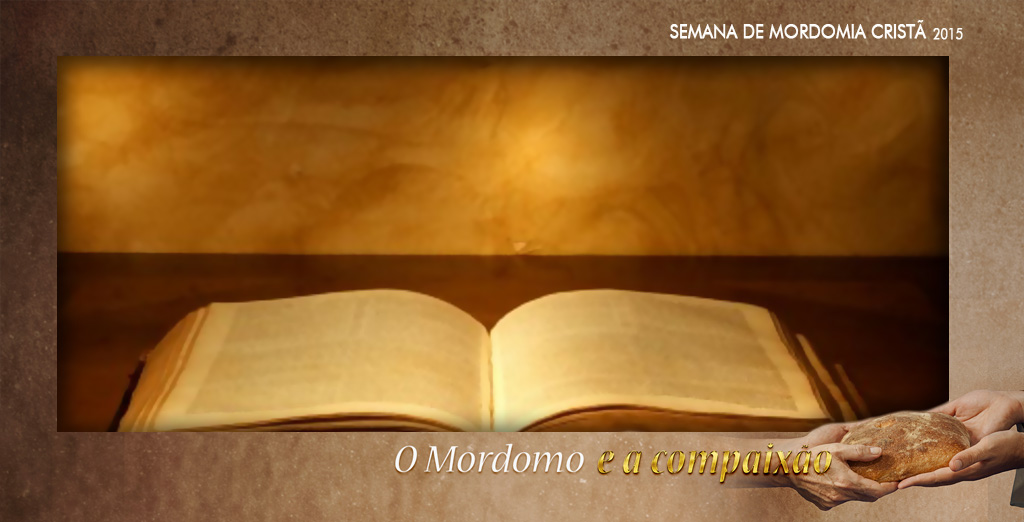 SEMANA DE MORDOMIA CRISTÃ 2015
O Mordomo e a compaixão